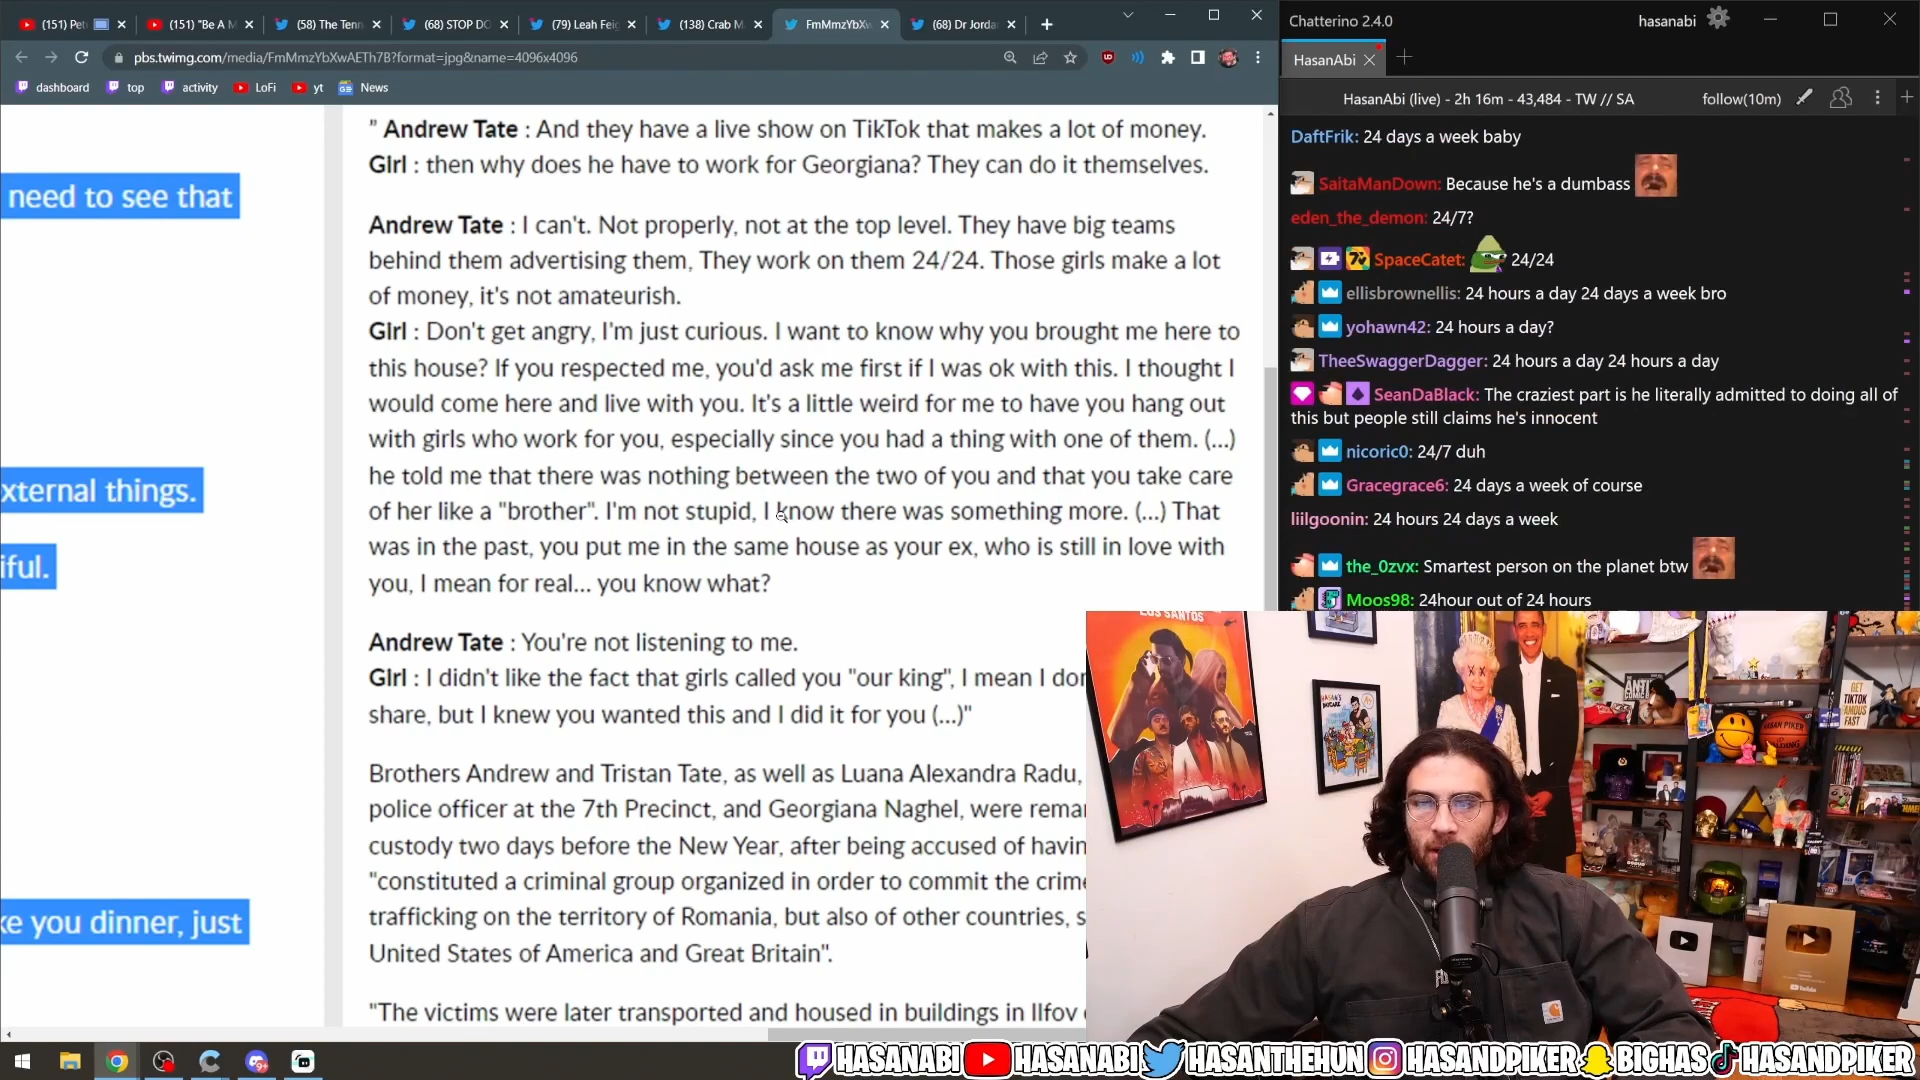 (151) Pet
(151) "Be A M
(58) The Tenn
(68) STOP DO
(79) Leah Feig
(138) Crab M
FmMmzYbXw
(68) Dr Jorda
pbs.twimg.com/media/FmMmzYbXwAETh7B?format=jpg&name=4096x4096
dashboard
top
activity
LoFi
yt
News
need to see that
xternal things.
iful.
ke you dinner, just
" Andrew Tate : And they have a live show on TikTok that makes a lot of money.
Girl : then why does he have to work for Georgiana? They can do it themselves.
Andrew Tate : I can't. Not properly, not at the top level. They have big teams
behind them advertising them, They work on them 24/24. Those girls make a lot
of money, it's not amateurish.
Girl : Don't get angry, I'm just curious. I want to know why you brought me here to
this house? If you respected me, you'd ask me first if I was ok with this. I thought I
would come here and live with you. It's a little weird for me to have you hang out
with girls who work for you, especially since you had a thing with one of them. (...)
he told me that there was nothing between the two of you and that you take care
of her like a "brother". I'm not stupid, I know there was something more. (...) That
was in the past, you put me in the same house as your ex, who is still in love with
you, I mean for real... you know what?
Andrew Tate : You're not listening to me.
Girl : I didn't like the fact that girls called you "our king", I mean I don
share, but I knew you wanted this and I did it for you (...)"
Brothers Andrew and Tristan Tate, as well as Luana Alexandra Radu,
police officer at the 7th Precinct, and Georgiana Naghel, were remar
custody two days before the New Year, after being accused of havin
"constituted a criminal group organized in order to commit the crime
trafficking on the territory of Romania, but also of other countries, s
United States of America and Great Britain".
"The victims were later transported and housed in buildings in Ilfov
Chatterino 2.4.0
hasanabi
HasanAbi
HasanAbi (live) - 2h 16m - 43,484 - TW // SA
follow(10m)
DaftFrik: 24 days a week baby
SaitaManDown: Because he's a dumbass
eden_the_demon: 24/7?
SpaceCatet: 24/24
ellisbrownellis: 24 hours a day 24 days a week bro
yohawn42: 24 hours a day?
TheeSwaggerDagger: 24 hours a day 24 hours a day
SeanDaBlack: The craziest part is he literally admitted to doing all of
this but people still claims he's innocent
nicoric0: 24/7 duh
Gracegrace6: 24 days a week of course
liilgoonin: 24 hours 24 days a week
the_0zvx: Smartest person on the planet btw
Moos98: 24hour out of 24 hours
LOS SANTOS
GET
TIKTOK
FAMOUS
FAST
HASANABI
HASANABI
HASANTHEHUN
HASANDPIKER
BIGHAS
HASANDPIKER